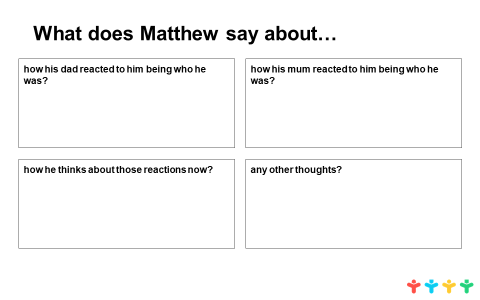 What does Matthew say about…
how his dad reacted to him being who he
was?
how his mum reacted to him being who he
was?
how he thinks about those reactions now?
any other thoughts?